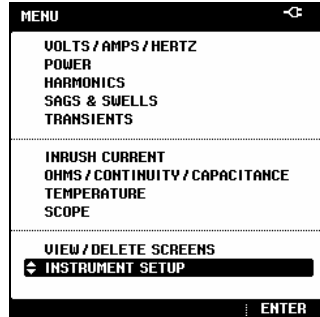 MENU
VOLTS/AMPS/HERTZ
POWER
HARMONICS
SAGS & SWELLS
TRANSIENTS
INRUSH CURRENT
OHMS/CONTINUITY/CAPACITANCE
TEMPERATURE
SCOPE
VIEW/DELETE SCREENS
INSTRUMENT SETUP
ENTER